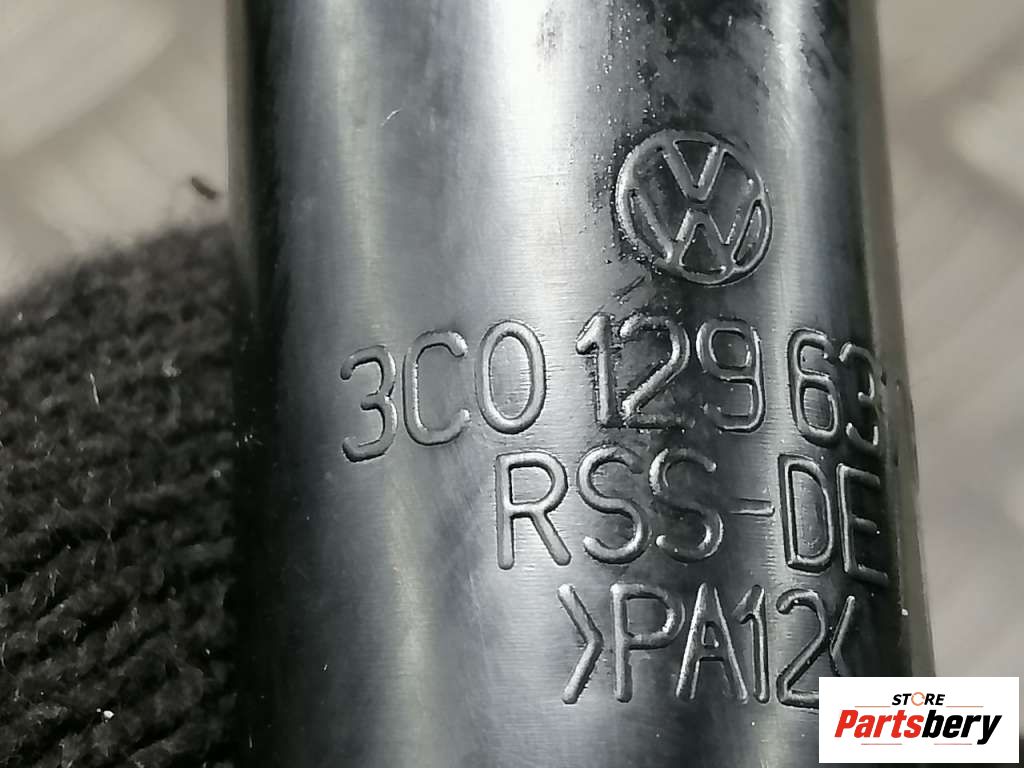 3C0 129 63
RSS-DE
>PA12<
STORE
Partsbery